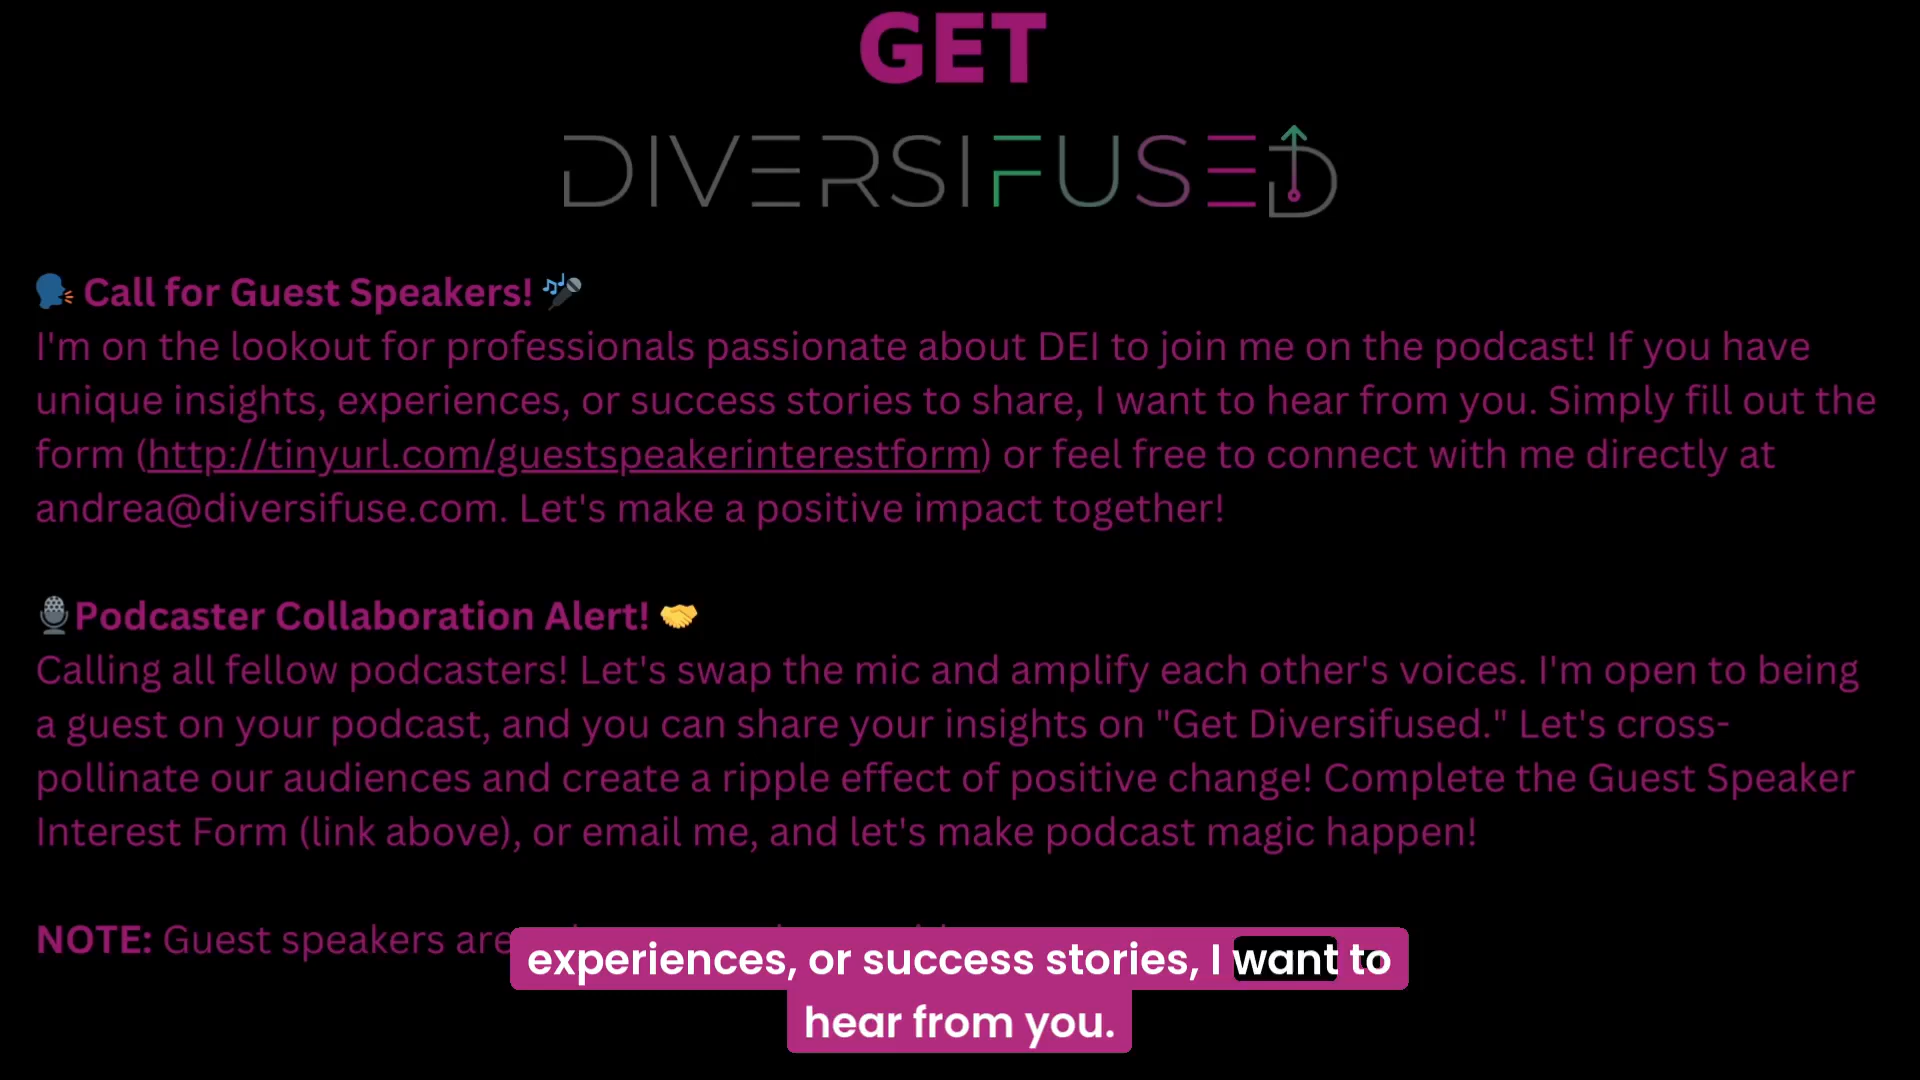 GET
DIVERSIFUSED
🗣️ Call for Guest Speakers! 🎤
I'm on the lookout for professionals passionate about DEI to join me on the podcast! If you have
unique insights, experiences, or success stories to share, I want to hear from you. Simply fill out the
form (http://tinyurl.com/guestspeakerinterestform) or feel free to connect with me directly at
andrea@diversifuse.com. Let's make a positive impact together!
🎙️Podcaster Collaboration Alert! 🤝
Calling all fellow podcasters! Let's swap the mic and amplify each other's voices. I'm open to being
a guest on your podcast, and you can share your insights on "Get Diversifused." Let's cross-
pollinate our audiences and create a ripple effect of positive change! Complete the Guest Speaker
Interest Form (link above), or email me, and let's make podcast magic happen!
NOTE: Guest speakers are
experiences, or success stories, I want to
hear from you.